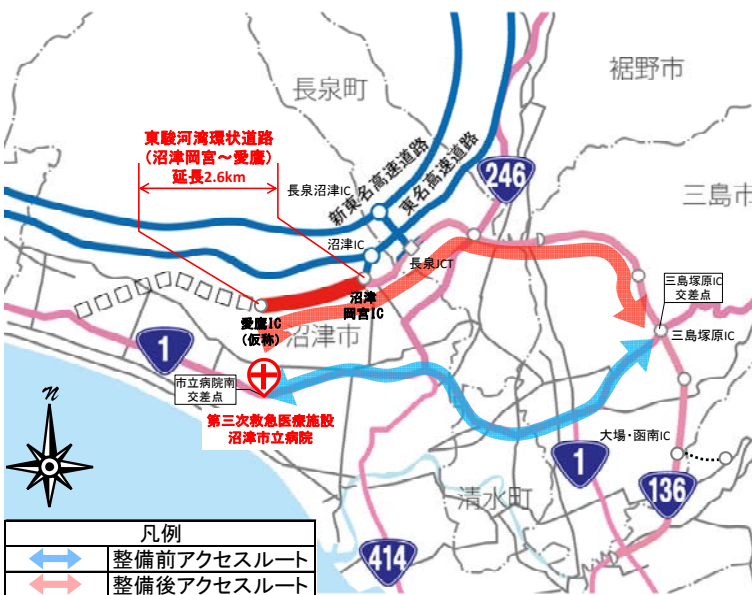 裾野市
長泉町
東駿河湾環状道路
(沼津岡宮～愛鷹)
延長2.6km
新東名高速道路
東名高速道路
246
長泉沼津IC
三島市
沼津IC
長泉JCT
三島塚原IC
交差点
沼津
岡宮IC
愛鷹IC
(仮称)
沼津市
三島塚原IC
1
市立病院南
交差点
第三次救急医療施設
沼津市立病院
N
大場・函南IC
1
136
清水町
414
凡例
整備前アクセスルート
整備後アクセスルート